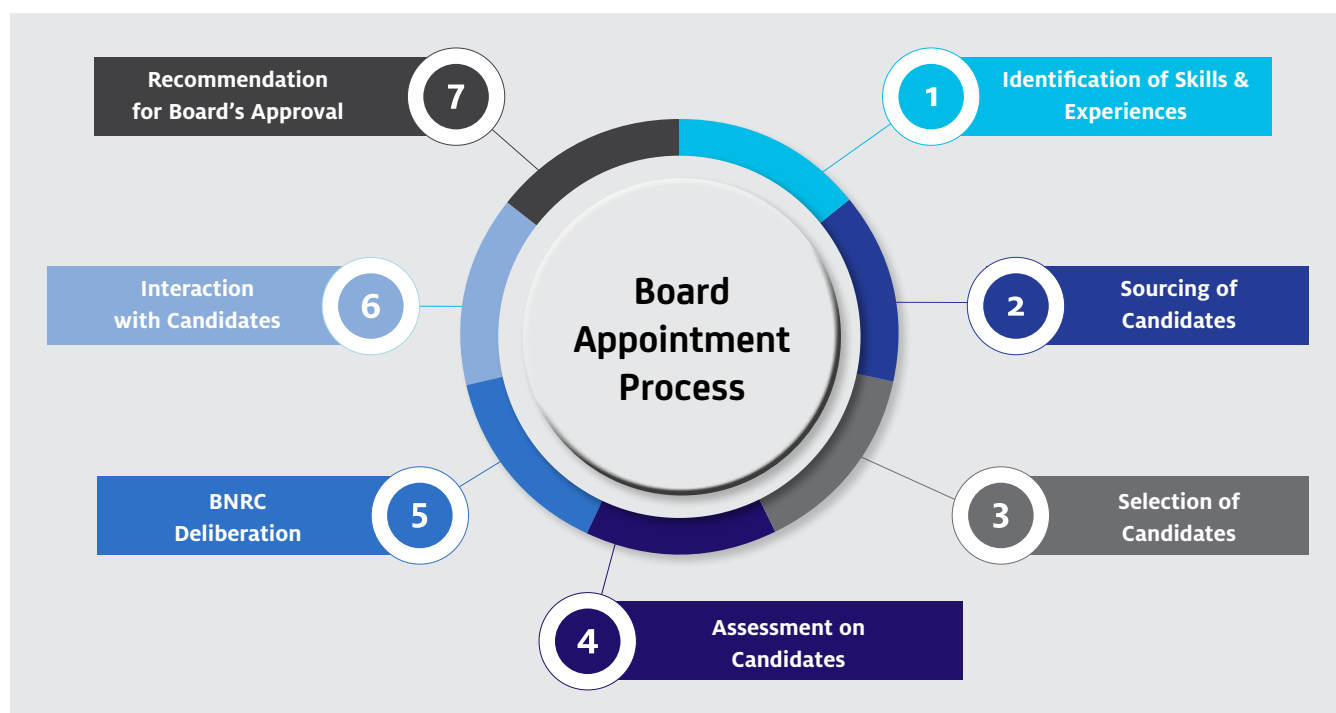 Board
Appointment
Process
1
Identification of Skills &
Experiences
2
Sourcing of
Candidates
3
Selection of
Candidates
4
Assessment on
Candidates
5
BNRC
Deliberation
6
Interaction
with Candidates
7
Recommendation
for Board’s Approval